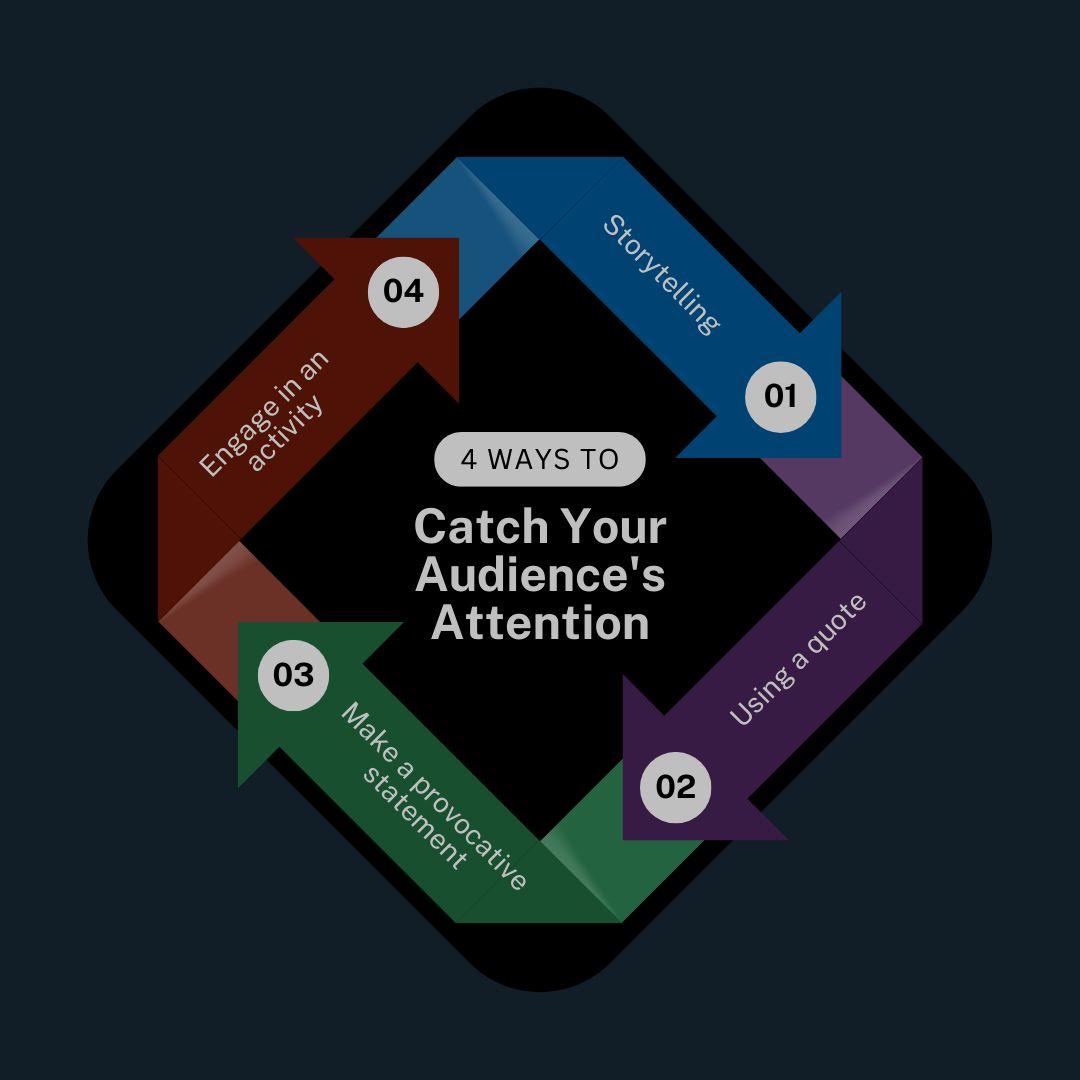 4 WAYS TO
Catch Your
Audience's
Attention
Storytelling
01
Using a quote
02
Make a provocative
statement
03
Engage in an
activity
04